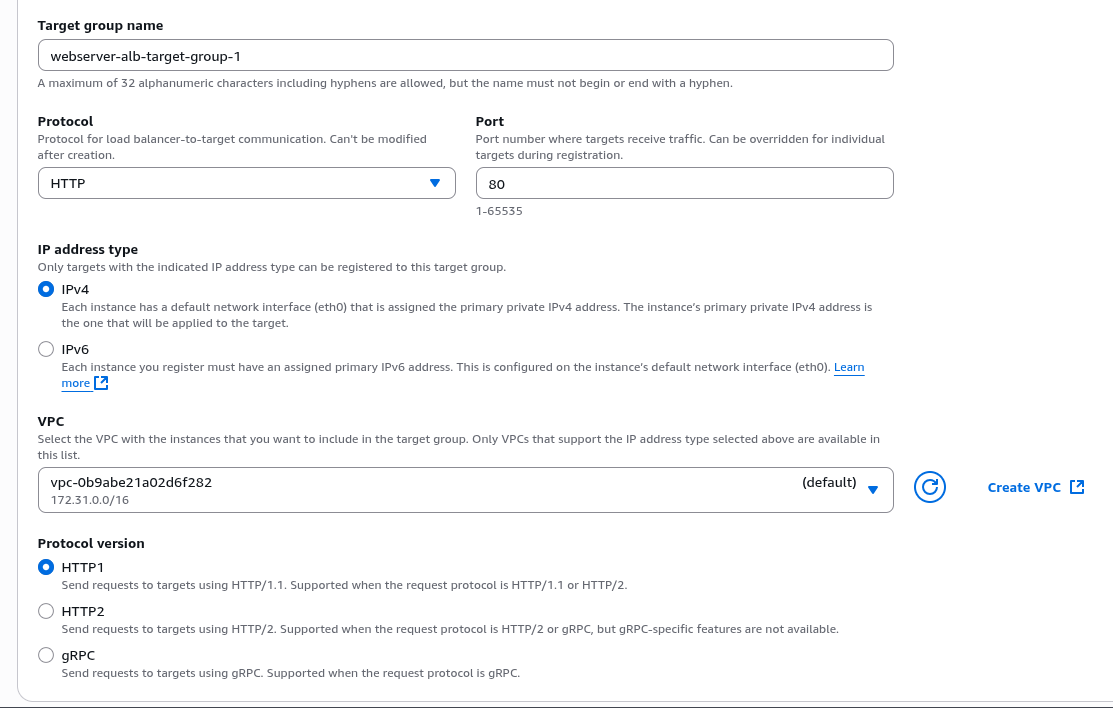 Target group name
webserver-alb-target-group-1
A maximum of 32 alphanumeric characters including hyphens are allowed, but the name must not begin or end with a hyphen.
Protocol
Protocol for load balancer-to-target communication. Can't be modified
after creation.
HTTP
Port
Port number where targets receive traffic. Can be overridden for individual
targets during registration.
80
1-65535
IP address type
Only targets with the indicated IP address type can be registered to this target group.
IPv4
Each instance has a default network interface (eth0) that is assigned the primary private IPv4 address. The instance's primary private IPv4 address is
the one that will be applied to the target.
IPv6
Each instance you register must have an assigned primary IPv6 address. This is configured on the instance's default network interface (eth0). Learn
more
VPC
Select the VPC with the instances that you want to include in the target group. Only VPCs that support the IP address type selected above are available in
this list.
vpc-0b9abe21a02d6f282 (default)
172.31.0.0/16
Create VPC
Protocol version
HTTP1
Send requests to targets using HTTP/1.1. Supported when the request protocol is HTTP/1.1 or HTTP/2.
HTTP2
Send requests to targets using HTTP/2. Supported when the request protocol is HTTP/2 or gRPC, but gRPC-specific features are not available.
gRPC
Send requests to targets using gRPC. Supported when the request protocol is gRPC.